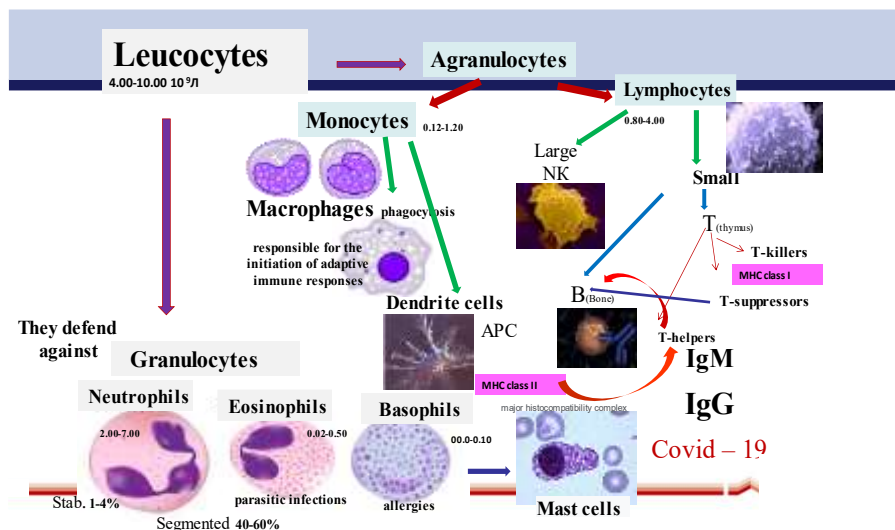 Leucocytes
4.00-10.00 10⁹Л
Agranulocytes
Lymphocytes
0.80-4.00
Monocytes
0.12-1.20
Large
NK
Small
Macrophages
phagocytosis
responsible for the
initiation of adaptive
immune responses
T(thymus)
T-killers
MHC class I
T-suppressors
Dendrite cells
APC
B(Bone)
T-helpers
MHC class II
major histocompatibility complex
IgM
IgG
Covid – 19
They defend
against
Granulocytes
Neutrophils
2.00-7.00
Stab. 1-4%
Segmented 40-60%
Eosinophils
0.02-0.50
parasitic infections
Basophils
00.0-0.10
allergies
Mast cells